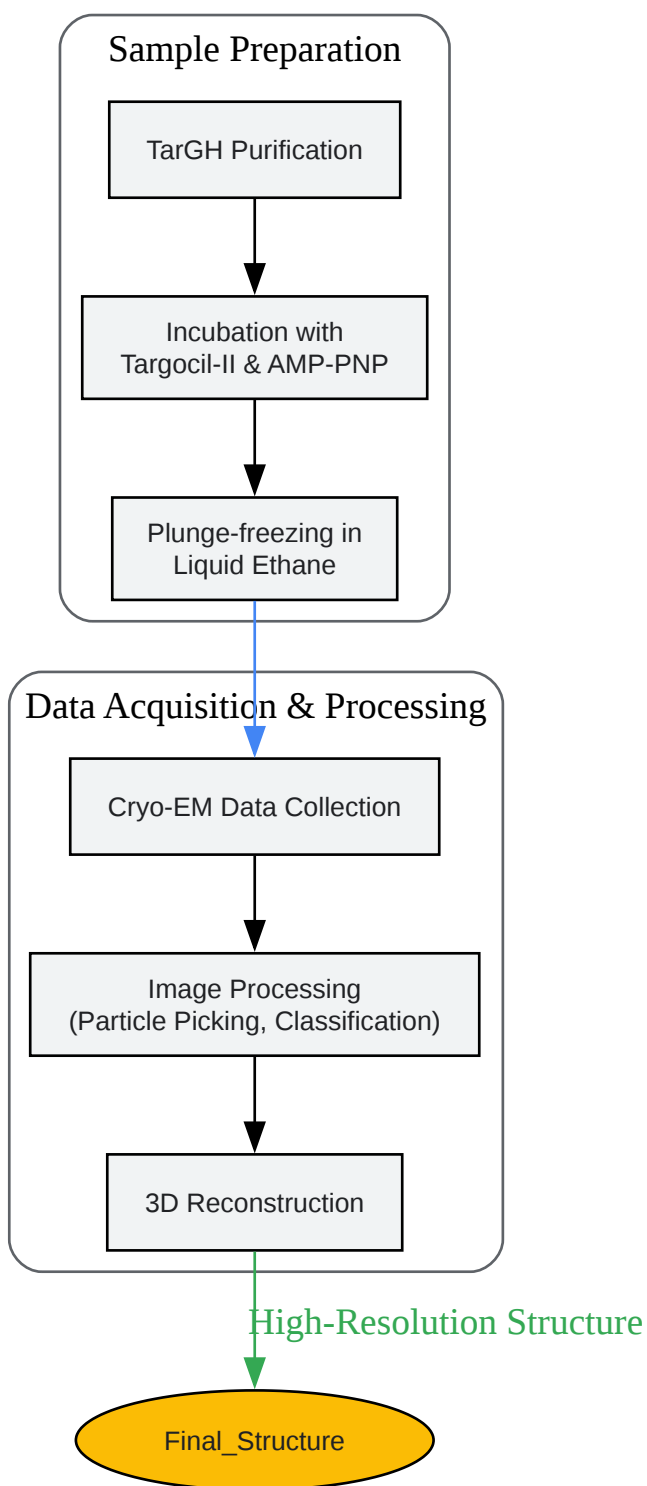 Sample Preparation
TarGH Purification
Incubation with
Targocil-II & AMP-PNP
Plunge-freezing in
Liquid Ethane
Data Acquisition & Processing
Cryo-EM Data Collection
Image Processing
(Particle Picking, Classification)
3D Reconstruction
High-Resolution Structure
Final_Structure